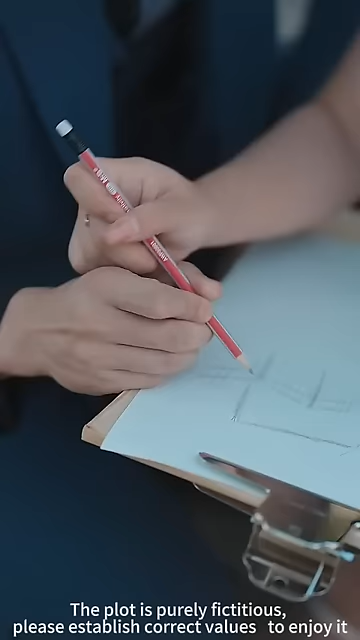 The plot is purely fictitious,
please establish correct values to enjoy it